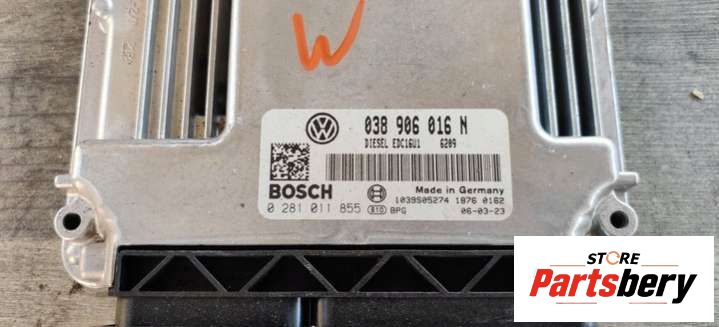 W
038 906 016 N
DIESEL EDC16U1 6209
BOSCH
Made in Germany
1039S05274 1876 0162
0 281 011 855 BPG 06-03-23
STORE
Partsbery